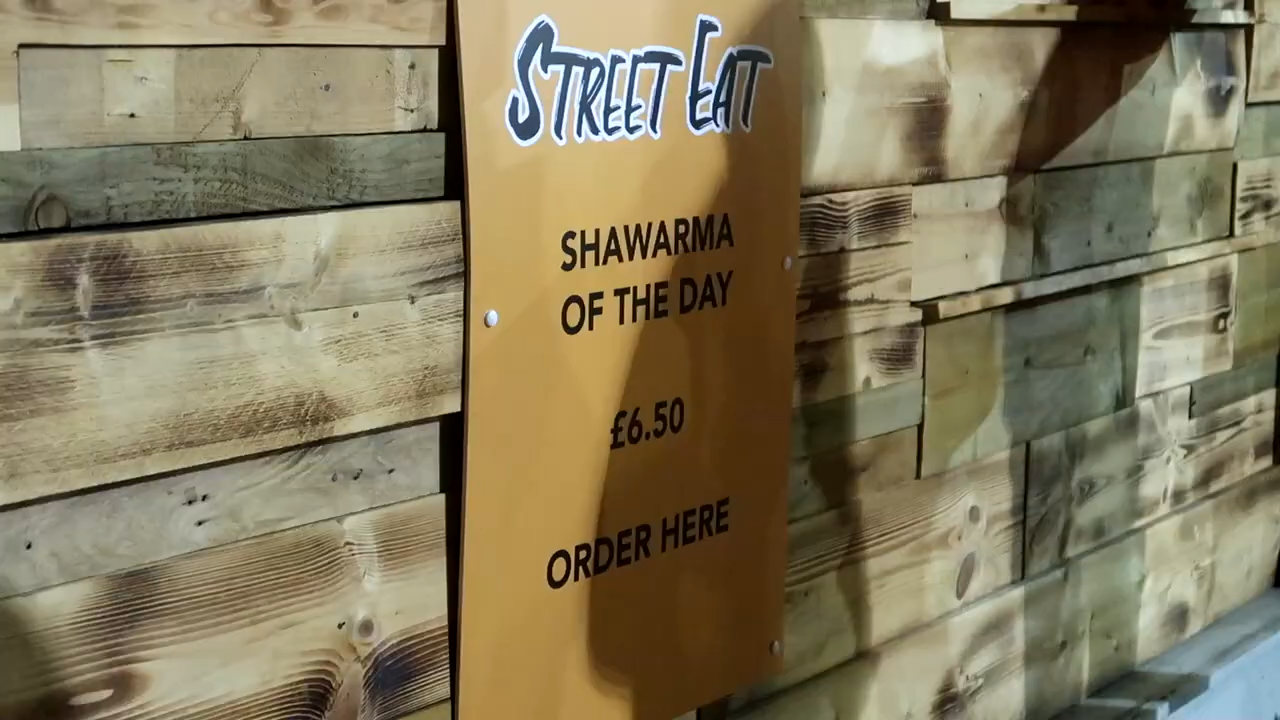 STREET EAT
SHAWARMA
OF THE DAY
£6.50
ORDER HERE